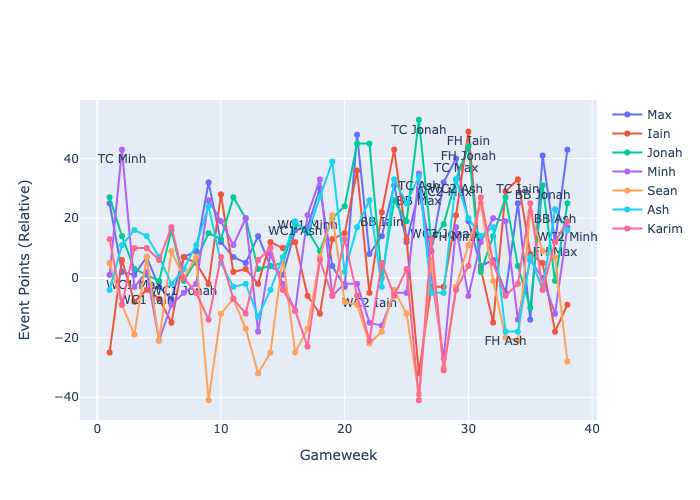 Max
Iain
Jonah
Minh
Sean
Ash
Karim
TC Jonah
FH Iain
FH Jonah
TC Minh
TC Max
TC Ash
TC Iain
BB Jonah
BB Max
BB Iain
BB Ash
WC1 Minh
WC1 Ash
WC2 Minh
FH Max
WC1 Jonah
WC1 Iain
WC2 Iain
FH Ash
40
20
0
−20
−40
0
10
20
30
40
Gameweek
Event Points (Relative)